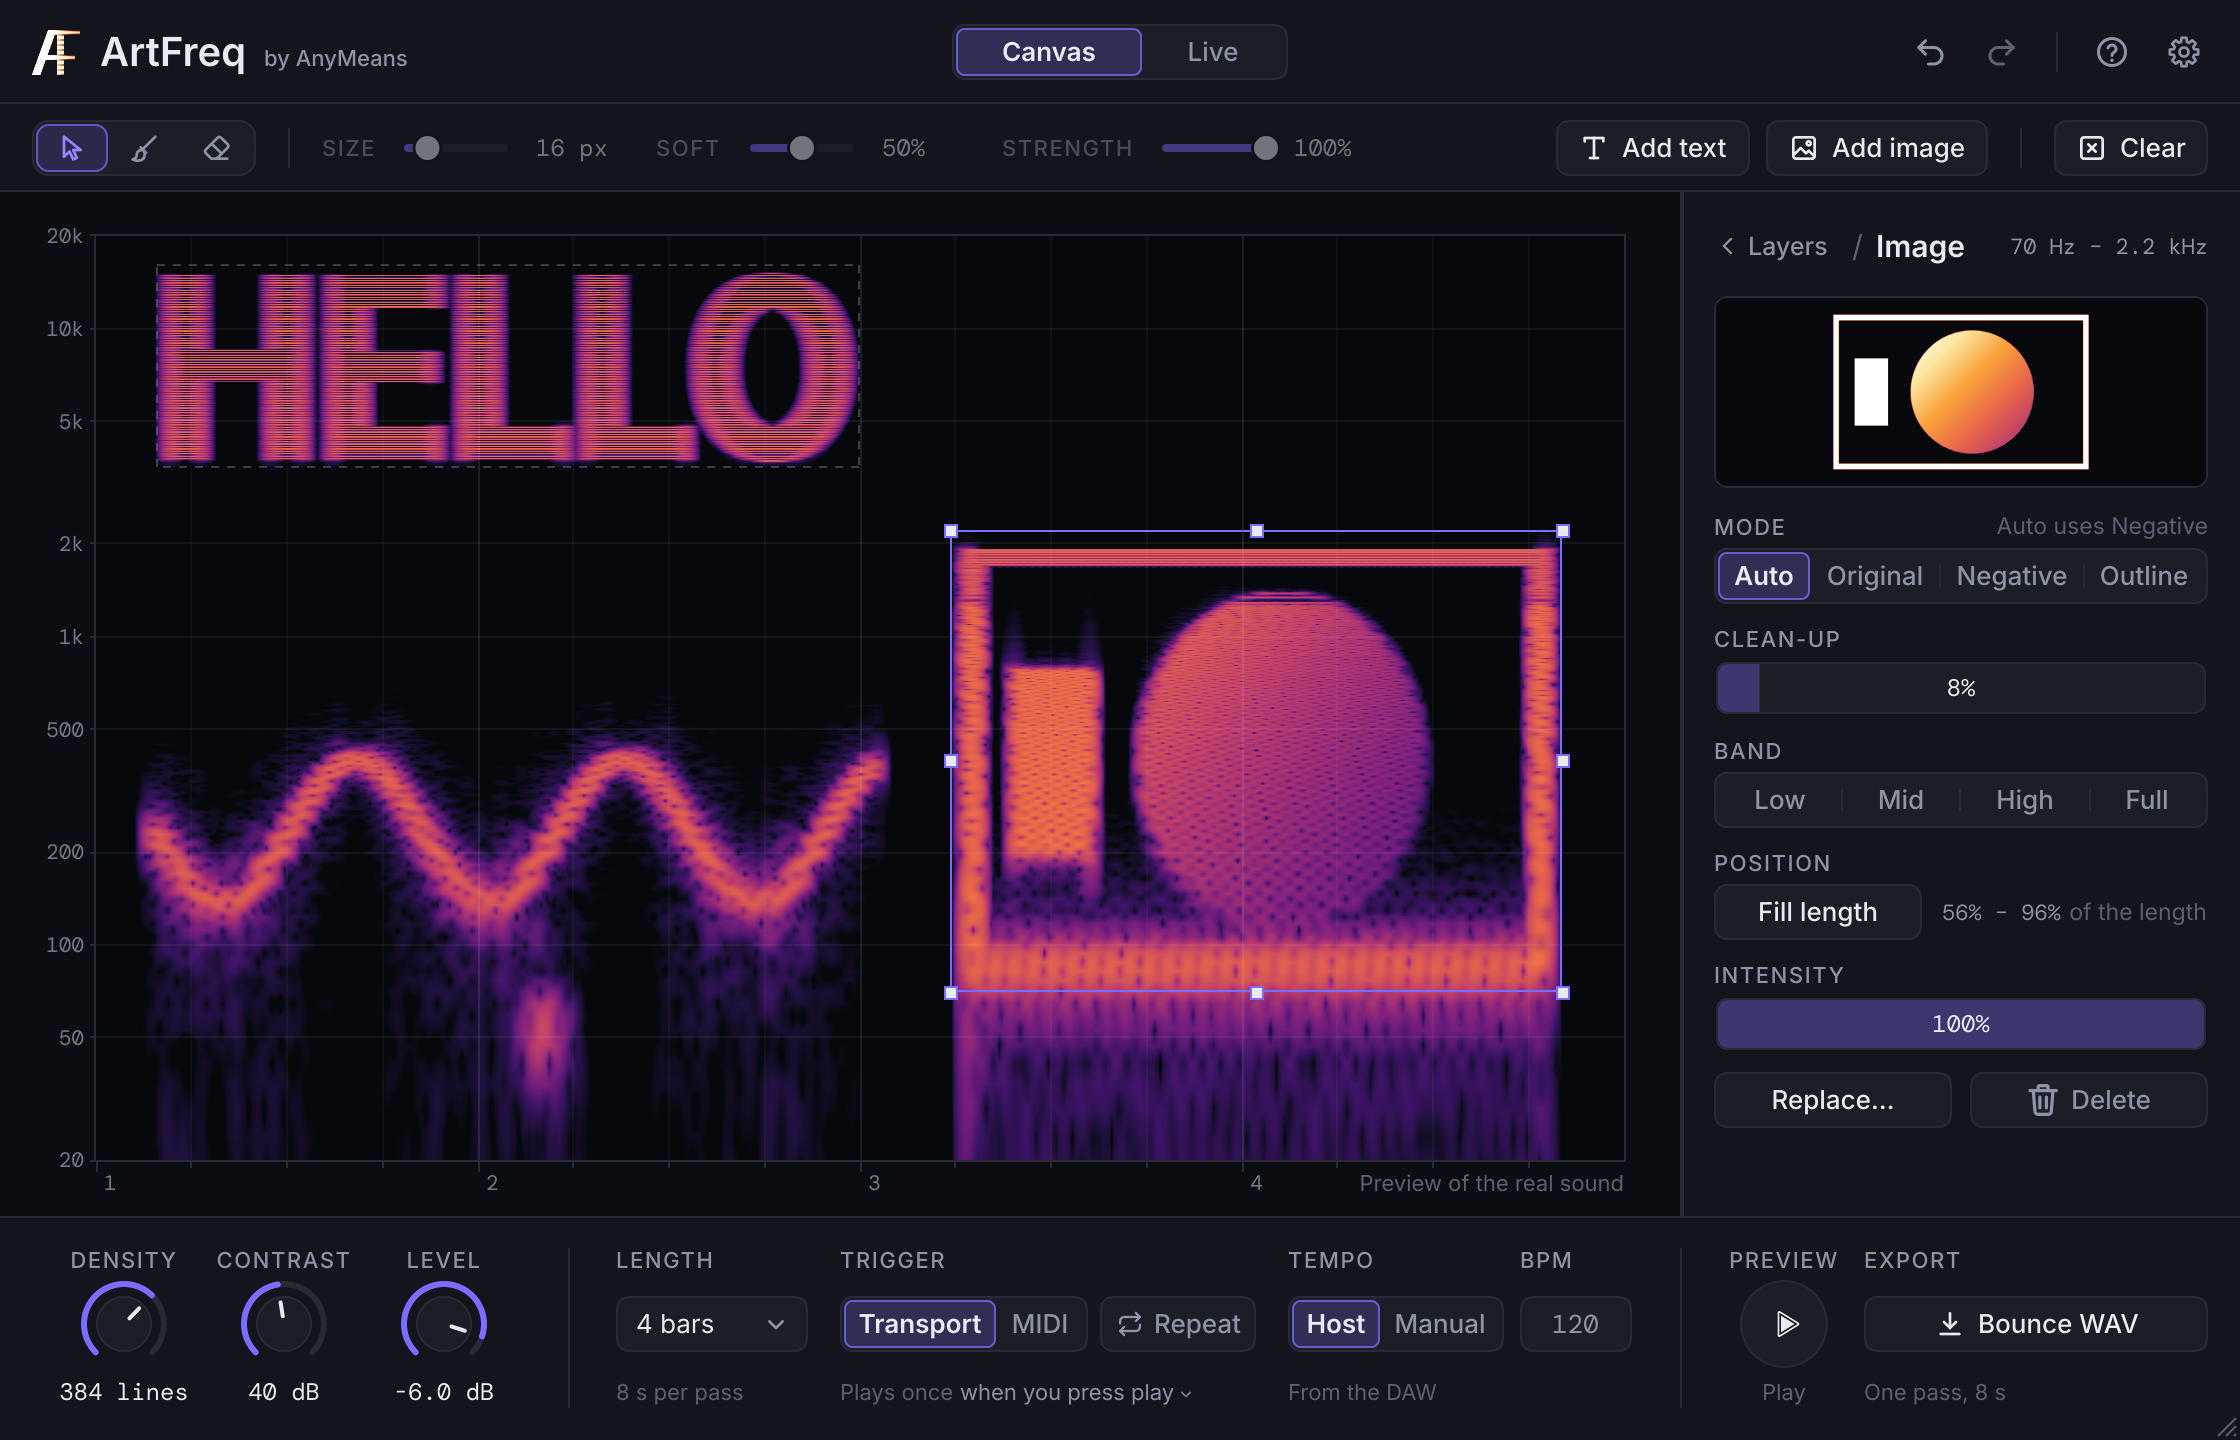 AF ArtFreq by AnyMeans
Canvas Live
SIZE 16 px SOFT 50% STRENGTH 100%
Add text Add image Clear
20k
10k
5k
2k
1k
500
200
100
50
20
HELLO
1 2 3 4 Preview of the real sound
Layers / Image 70 Hz - 2.2 kHz
MODE Auto uses Negative
Auto Original Negative Outline
CLEAN-UP
8%
BAND
Low Mid High Full
POSITION
Fill length 56% - 96% of the length
INTENSITY
100%
Replace... Delete
DENSITY CONTRAST LEVEL LENGTH TRIGGER TEMPO BPM PREVIEW EXPORT
4 bars Transport MIDI Repeat Host Manual 120 Bounce WAV
384 lines 40 dB -6.0 dB 8 s per pass Plays once when you press play From the DAW Play One pass, 8 s